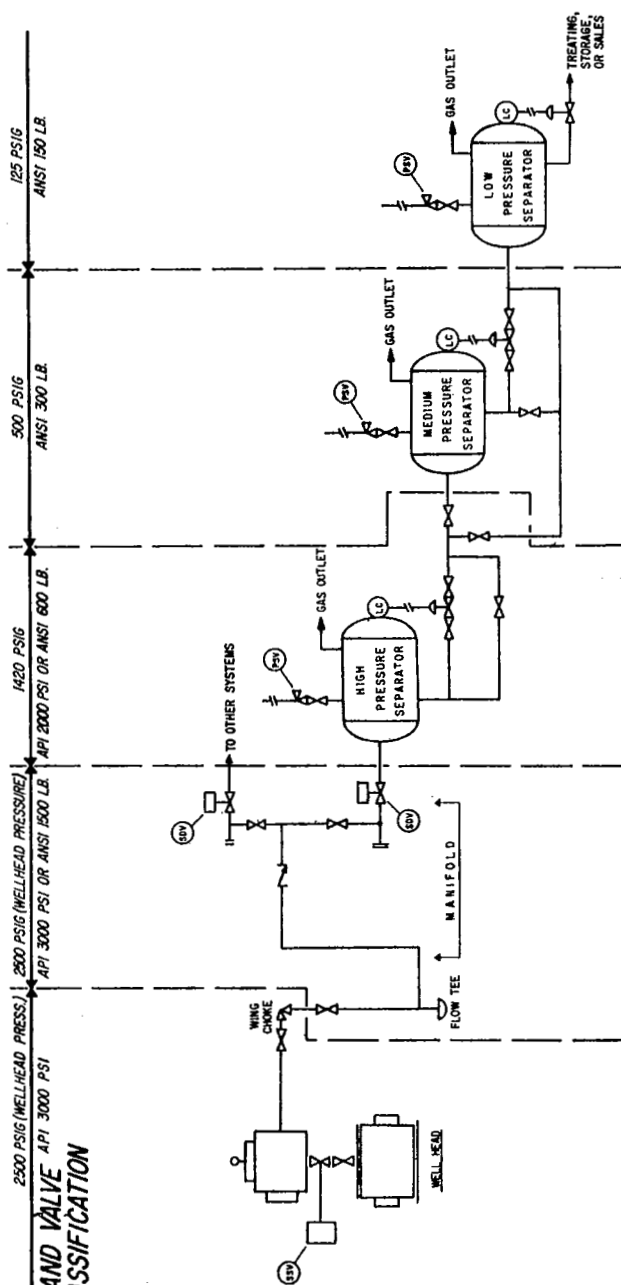 2500 PSIG (WELLHEAD PRESS.)
API 3000 PSI
AND VALVE
ASSIFICATION
2500 PSIG (WELLHEAD PRESSURE)
API 3000 PSI OR ANSI 1500 LB.
1420 PSIG
API 2000 PSI OR ANSI 600 LB.
500 PSIG
ANSI 300 LB.
125 PSIG
ANSI 150 LB.
SSV
WELL HEAD
WING
CHOKE
FLOW TEE
MANIFOLD
SDV
TO OTHER SYSTEMS
SDV
PSV
HIGH
PRESSURE
SEPARATOR
GAS OUTLET
LC
PSV
MEDIUM
PRESSURE
SEPARATOR
GAS OUTLET
LC
PSV
LOW
PRESSURE
SEPARATOR
GAS OUTLET
LC
TREATING,
STORAGE,
OR SALES